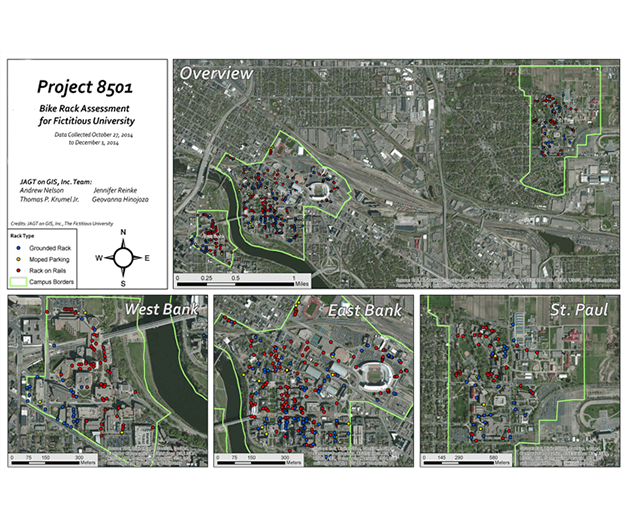 Project 8501
Bike Rack Assessment
for Fictitious University
Data Collected October 27, 2014
to December 1, 2014
JAGT on GIS, Inc. Team:
Andrew Nelson Jennifer Reinke
Thomas P. Krumel Jr. Geovanna Hinojoza
Credits: JAGT on GIS, Inc., The Fictitious University
Rack Type
Grounded Rack
Moped Parking
Rack on Rails
Campus Borders
N
W E
S
Overview
0 0.25 0.5 1
Miles
West Bank
0 75 150 300
Meters
East Bank
0 75 150 300
Meters
St. Paul
0 145 290 580
Meters